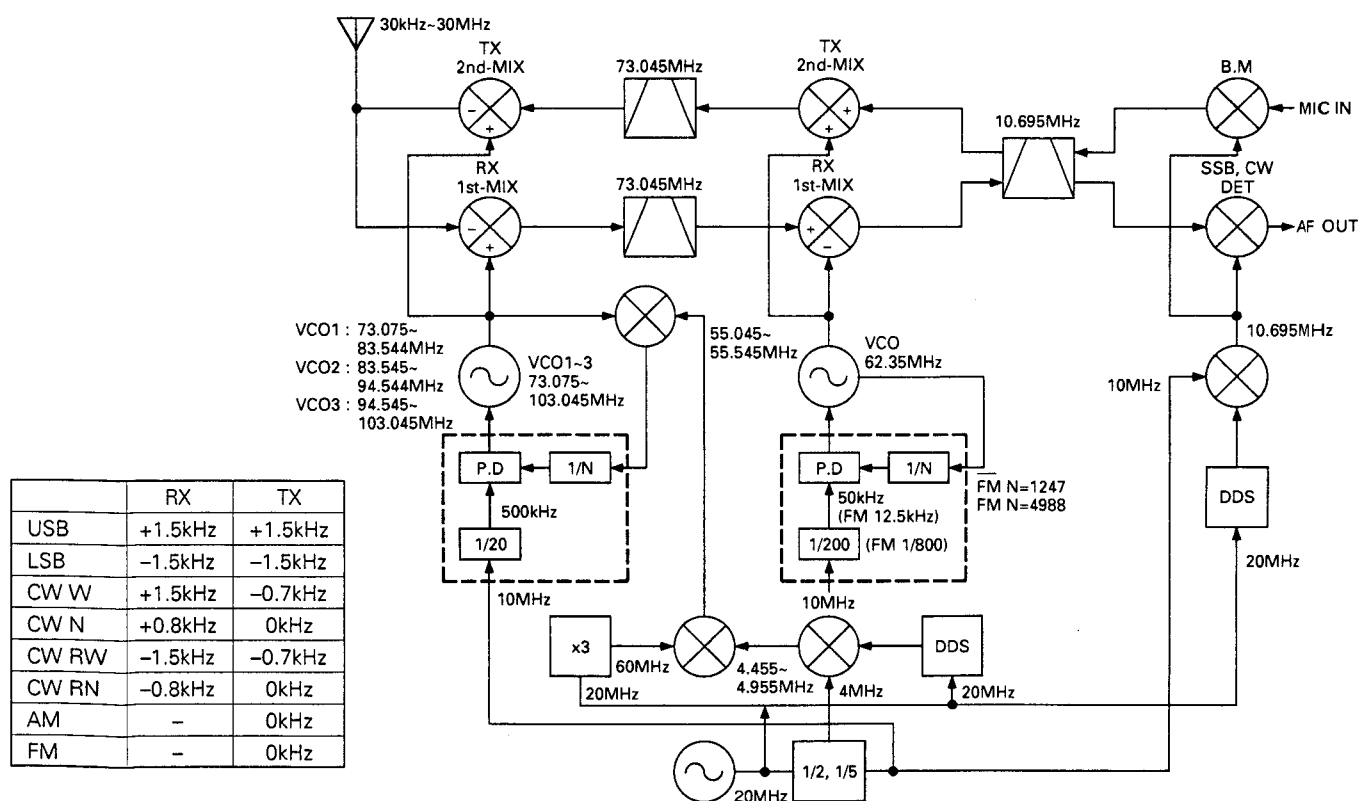 30kHz~30MHz
TX
2nd-MIX
73.045MHz
TX
2nd-MIX
B.M
MIC IN
10.695MHz
RX
1st-MIX
73.045MHz
RX
1st-MIX
SSB, CW
DET
AF OUT
- + + +
- + + -
VCO1 : 73.075~
83.544MHz
VCO2 : 83.545~
94.544MHz
VCO3 : 94.545~
103.045MHz
VCO1~3
73.075~
103.045MHz
55.045~
55.545MHz
VCO
62.35MHz
10.695MHz
10MHz
P.D
1/N
500kHz
1/20
10MHz
P.D
1/N
50kHz
(FM 12.5kHz)
1/200
(FM 1/800)
10MHz
F̅M̅ N=1247
FM N=4988
DDS
20MHz
x3
60MHz
20MHz
4.455~
4.955MHz
4MHz
DDS
20MHz
20MHz
1/2, 1/5
RX TX
USB +1.5kHz +1.5kHz
LSB –1.5kHz –1.5kHz
CW W +1.5kHz –0.7kHz
CW N +0.8kHz 0kHz
CW RW –1.5kHz –0.7kHz
CW RN –0.8kHz 0kHz
AM – 0kHz
FM – 0kHz